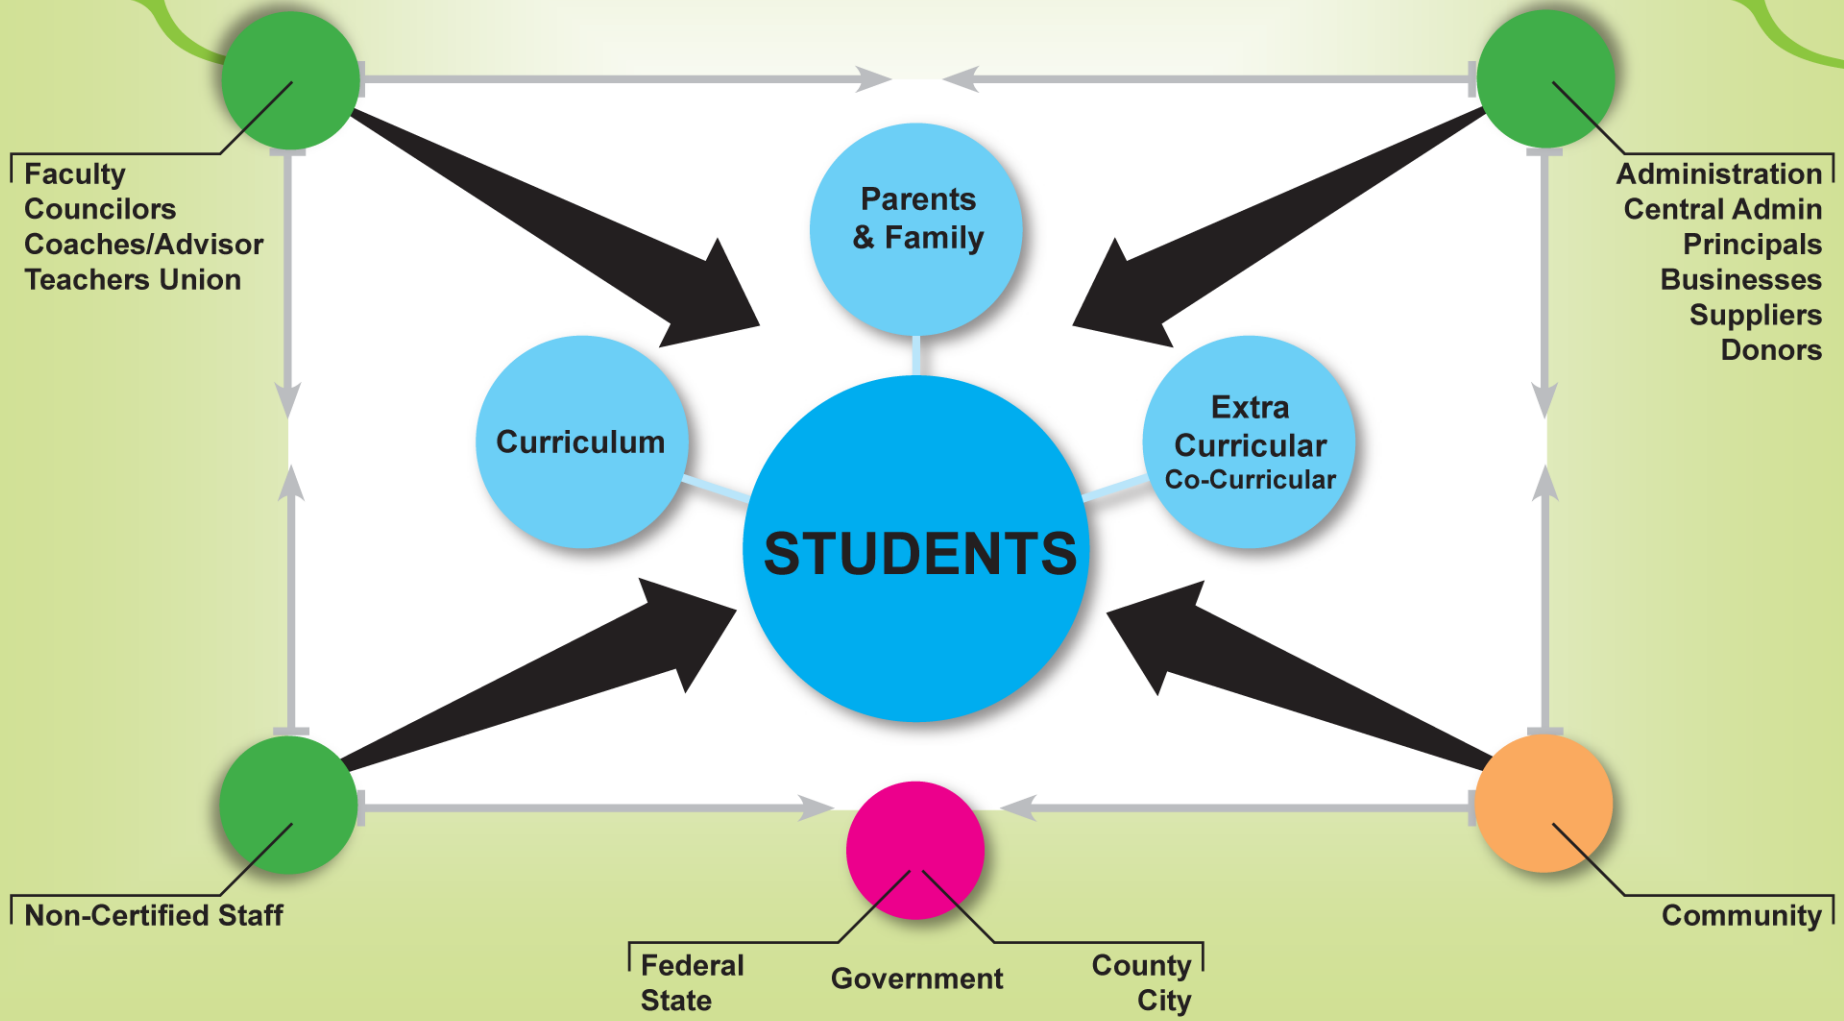 Faculty
Councilors
Coaches/Advisor
Teachers Union
Parents
& Family
Administration
Central Admin
Principals
Businesses
Suppliers
Donors
Curriculum
Extra
Curricular
Co-Curricular
STUDENTS
Non-Certified Staff
Community
Federal
State
Government
County
City